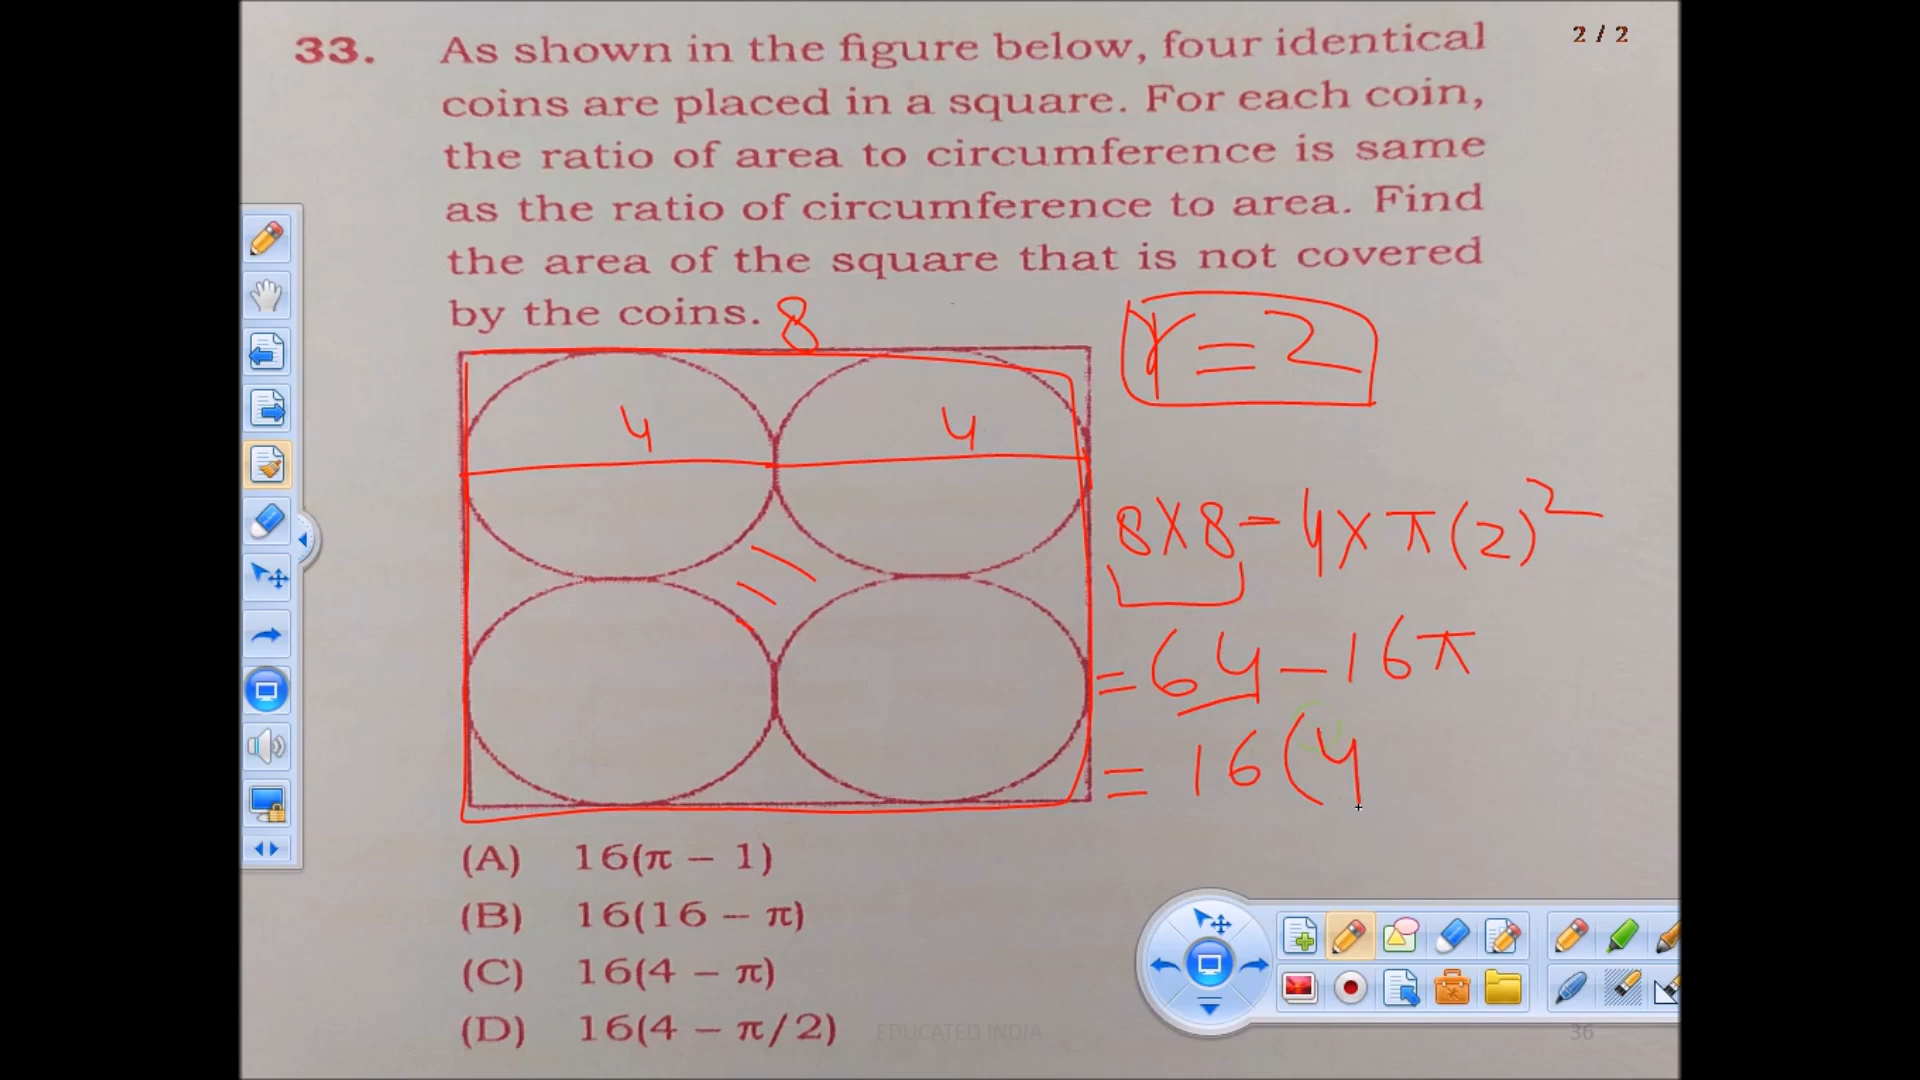 2 / 2
33. As shown in the figure below, four identical
coins are placed in a square. For each coin,
the ratio of area to circumference is same
as the ratio of circumference to area. Find
the area of the square that is not covered
by the coins.
8
r = 2
4 4
8 × 8 - 4 × π (2)²
= 64 - 16π
= 16 (4
(A) 16(π – 1)
(B) 16(16 – π)
(C) 16(4 – π)
(D) 16(4 – π/2)
EDUCATED INDIA
36